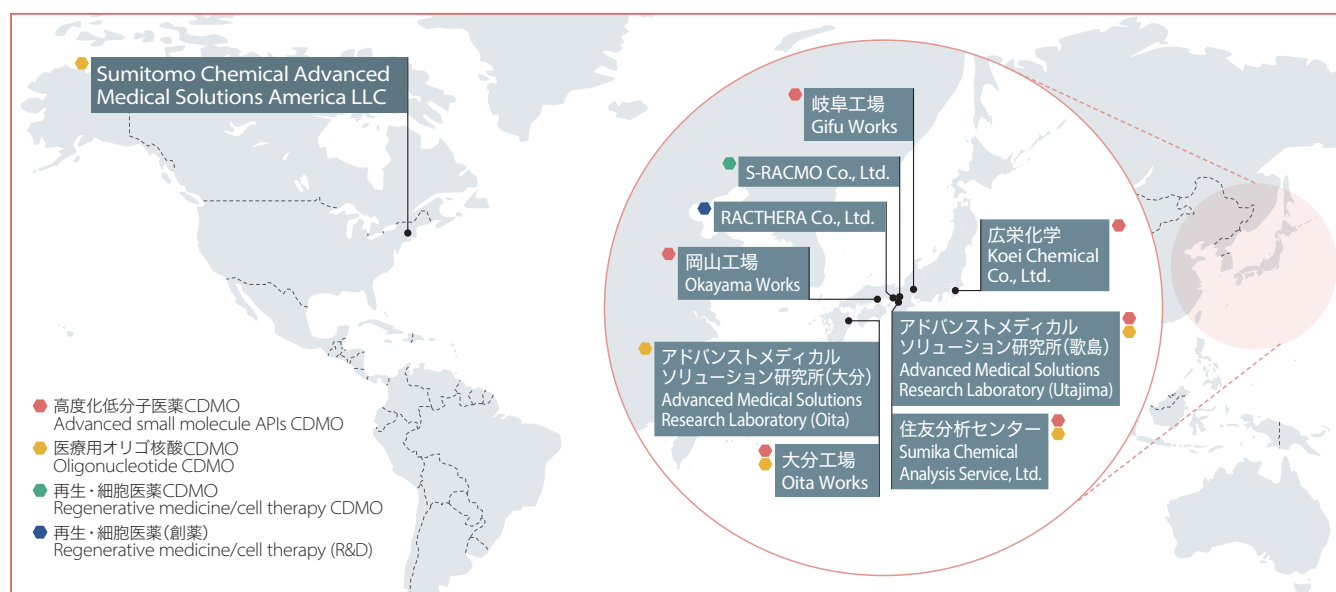 Sumitomo Chemical Advanced
Medical Solutions America LLC
岐阜工場
Gifu Works
S-RACMO Co., Ltd.
RACTHERA Co., Ltd.
岡山工場
Okayama Works
広栄化学
Koei Chemical
Co., Ltd.
アドバンストメディカル
ソリューション研究所(大分)
Advanced Medical Solutions
Research Laboratory (Oita)
アドバンストメディカル
ソリューション研究所(歌島)
Advanced Medical Solutions
Research Laboratory (Utajima)
大分工場
Oita Works
住友分析センター
Sumika Chemical
Analysis Service, Ltd.
高度化低分子医薬CDMO
Advanced small molecule APIs CDMO
医療用オリゴ核酸CDMO
Oligonucleotide CDMO
再生・細胞医薬CDMO
Regenerative medicine/cell therapy CDMO
再生・細胞医薬(創薬)
Regenerative medicine/cell therapy (R&D)